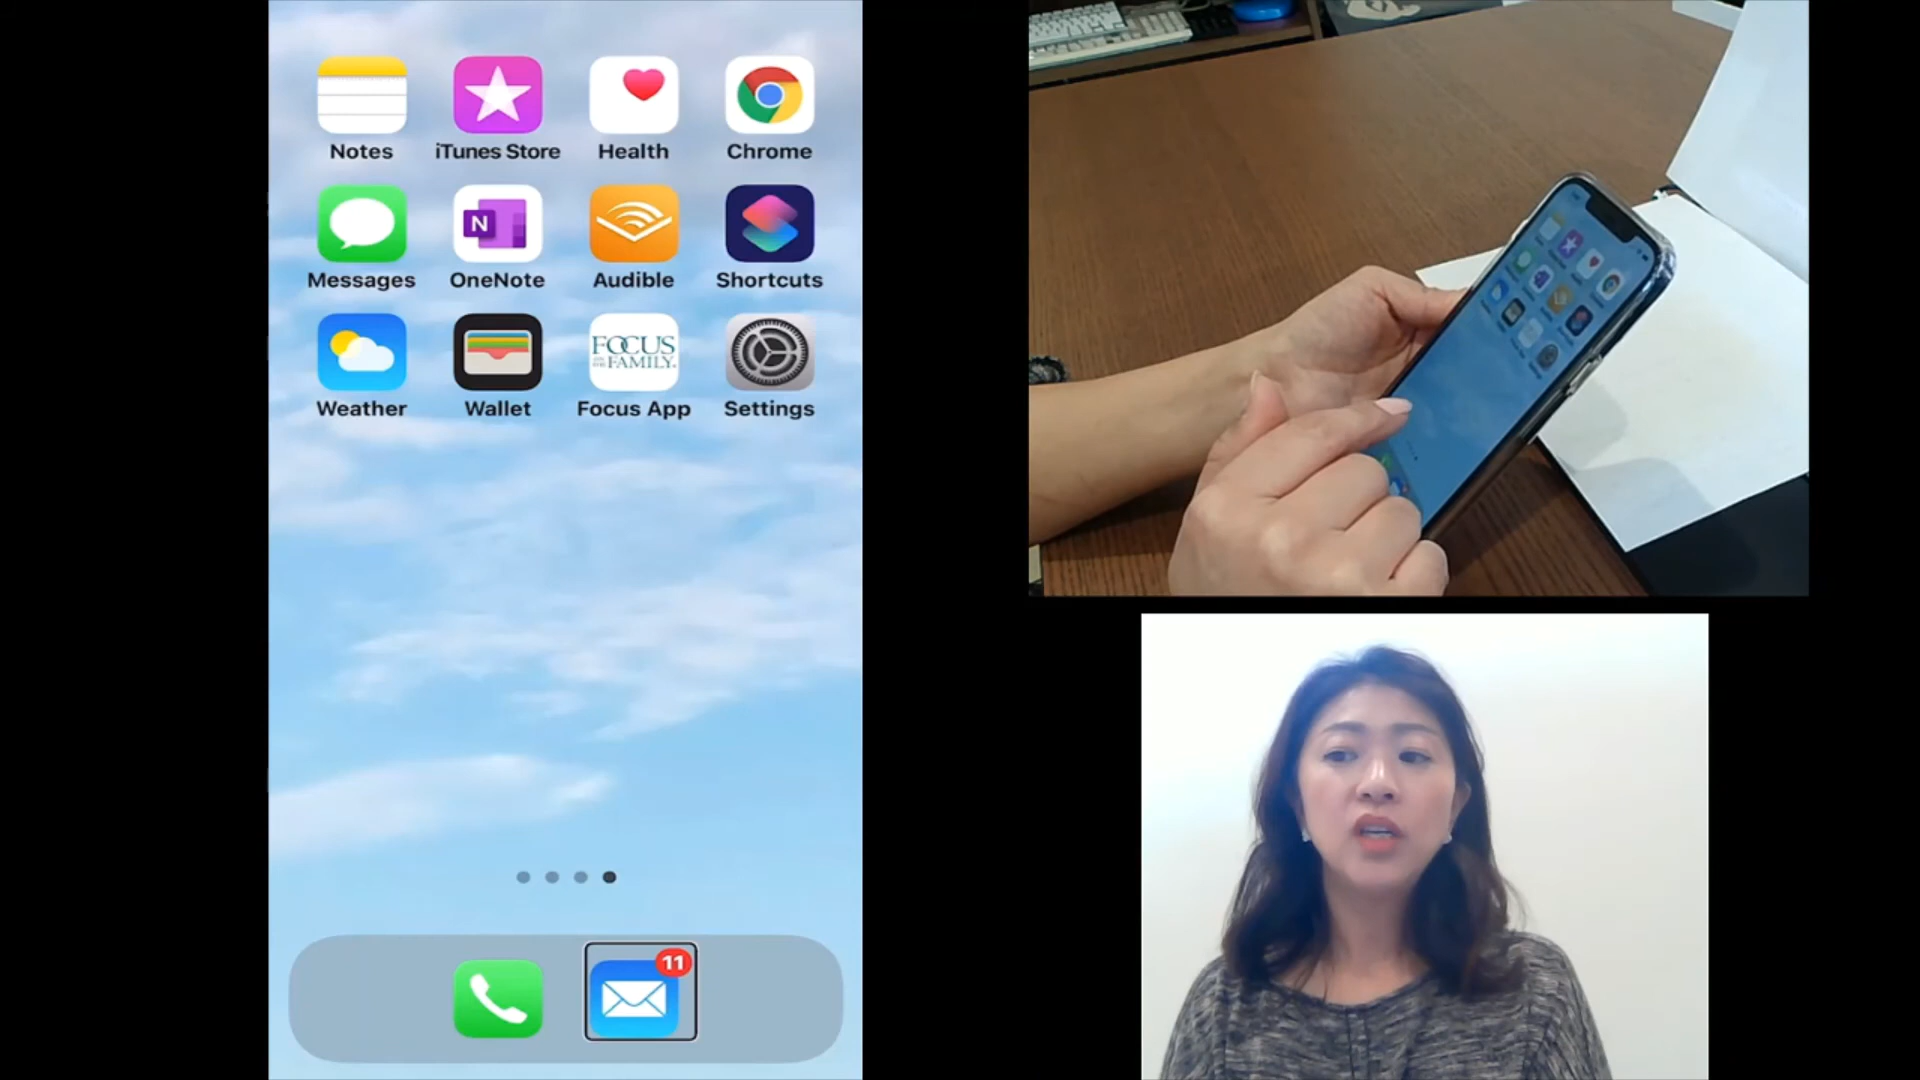 Notes iTunes Store Health Chrome
N
Messages OneNote Audible Shortcuts
FOCUS
FAMILY
Weather Wallet Focus App Settings
11